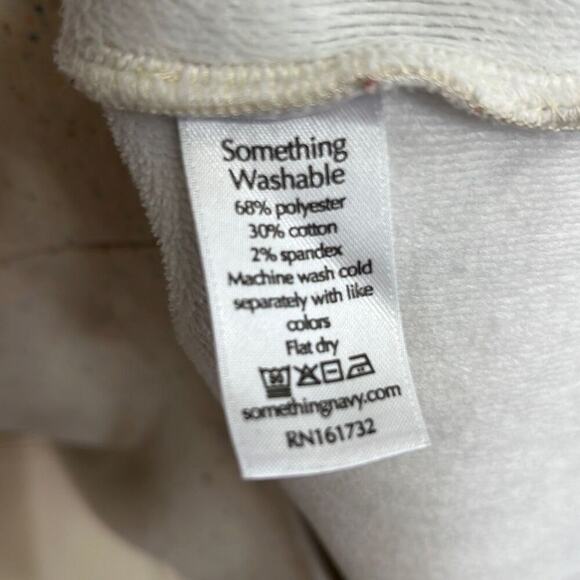 Something
Washable
68% polyester
30% cotton
2% spandex
Machine wash cold
separately with like
colors
Flat dry
somethingnavy.com
RN161732